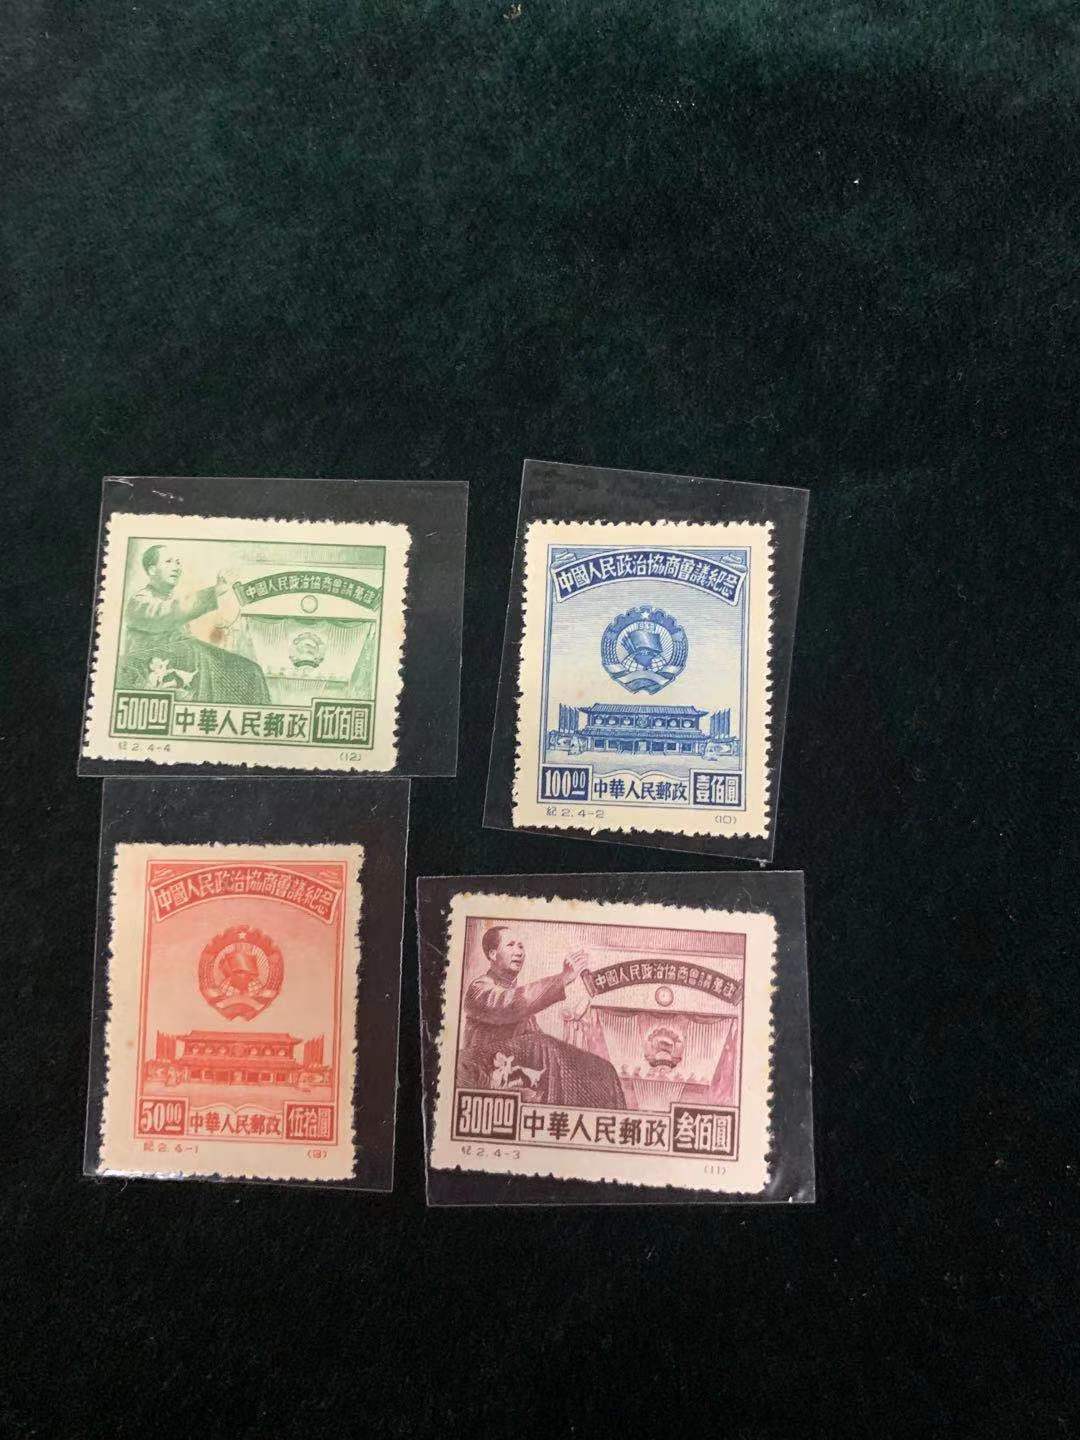 中國人民政治協商會議萬歲
500.00 中華人民郵政 伍佰圓
紀 2. 4-4 (12)
中國人民政治協商會議紀念
100.00 中華人民郵政 壹佰圓
紀 2. 4-2 (10)
中國人民政治協商會議紀念
50.00 中華人民郵政 伍拾圓
紀 2. 4-1 (9)
中國人民政治協商會議萬歲
300.00 中華人民郵政 叁佰圓
紀 2. 4-3 (11)